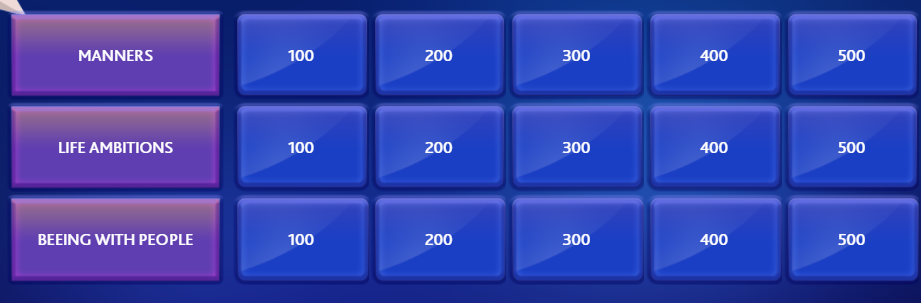 MANNERS 100 200 300 400 500
LIFE AMBITIONS 100 200 300 400 500
BEEING WITH PEOPLE 100 200 300 400 500